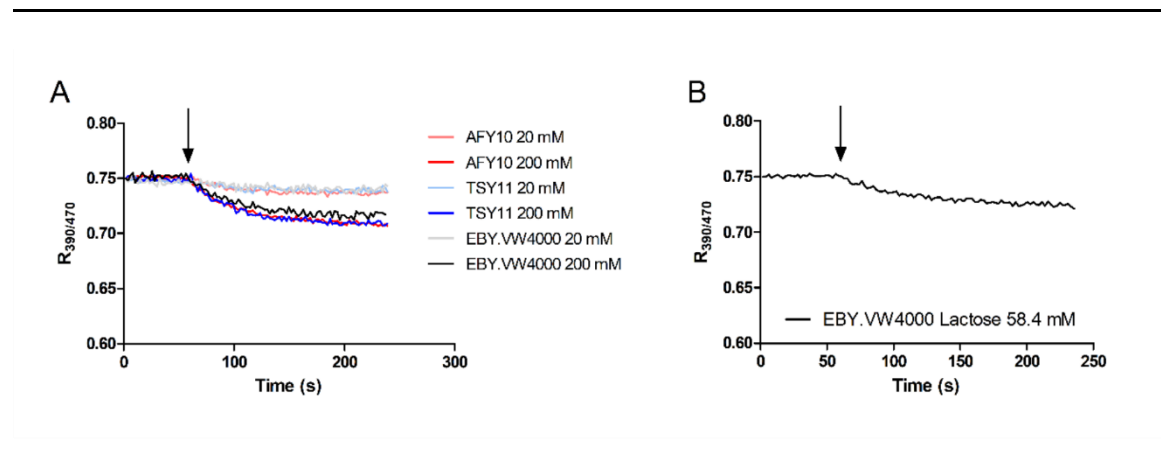 A
0.80
0.75
0.70
0.65
0.60
R390/470
0
100
200
300
Time (s)
AFY10 20 mM
AFY10 200 mM
TSY11 20 mM
TSY11 200 mM
EBY.VW4000 20 mM
EBY.VW4000 200 mM
B
0.80
0.75
0.70
0.65
0.60
R390/470
EBY.VW4000 Lactose 58.4 mM
0
50
100
150
200
250
Time (s)